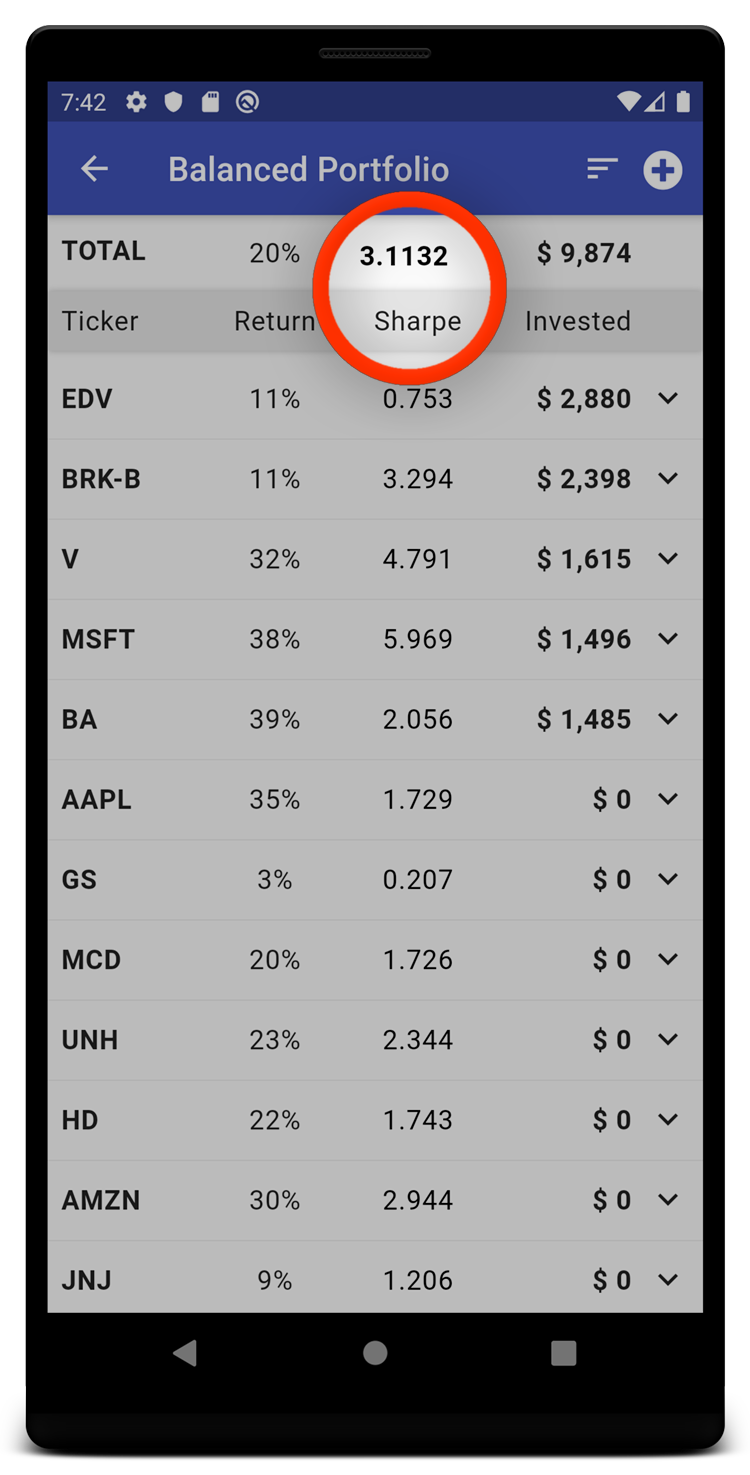 7:42
Balanced Portfolio
TOTAL 20% 3.1132 $ 9,874
Ticker Return Sharpe Invested
EDV 11% 0.753 $ 2,880
BRK-B 11% 3.294 $ 2,398
V 32% 4.791 $ 1,615
MSFT 38% 5.969 $ 1,496
BA 39% 2.056 $ 1,485
AAPL 35% 1.729 $ 0
GS 3% 0.207 $ 0
MCD 20% 1.726 $ 0
UNH 23% 2.344 $ 0
HD 22% 1.743 $ 0
AMZN 30% 2.944 $ 0
JNJ 9% 1.206 $ 0